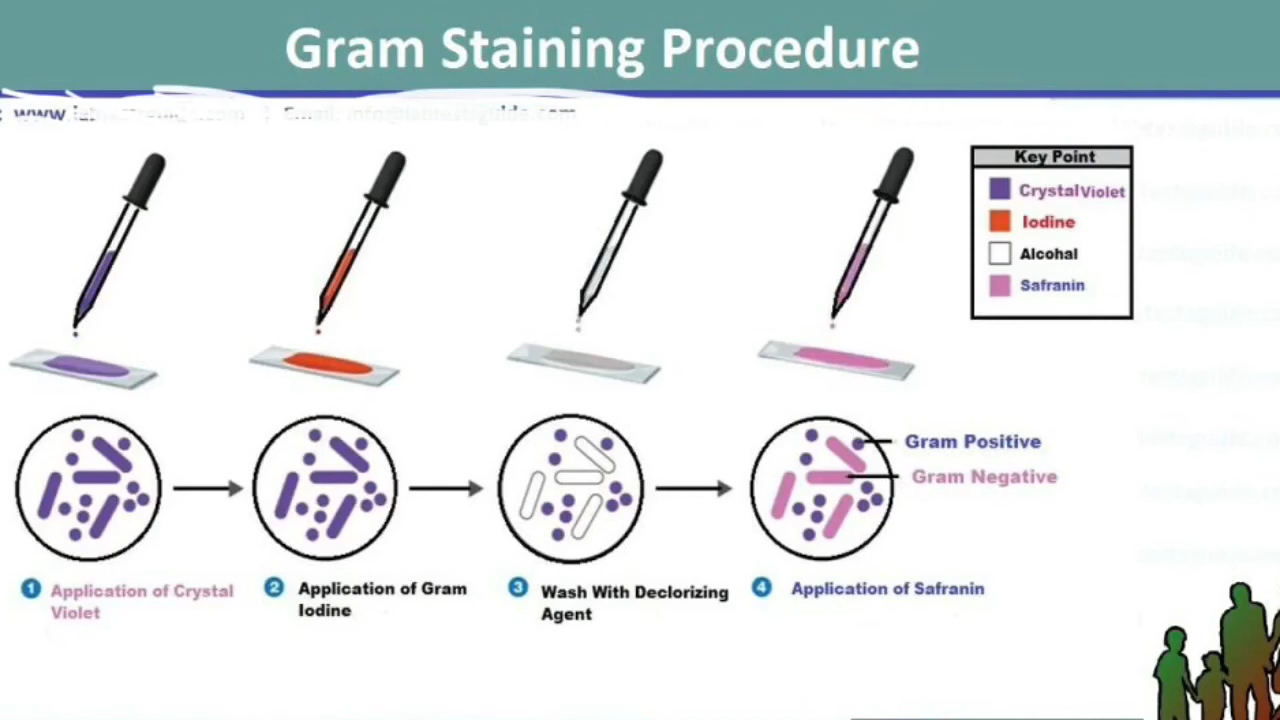 Gram Staining Procedure
Key Point
Crystal Violet
Iodine
Alcohal
Safranin
Gram Positive
Gram Negative
1 Application of Crystal
Violet
2 Application of Gram
Iodine
3 Wash With Declorizing
Agent
4 Application of Safranin